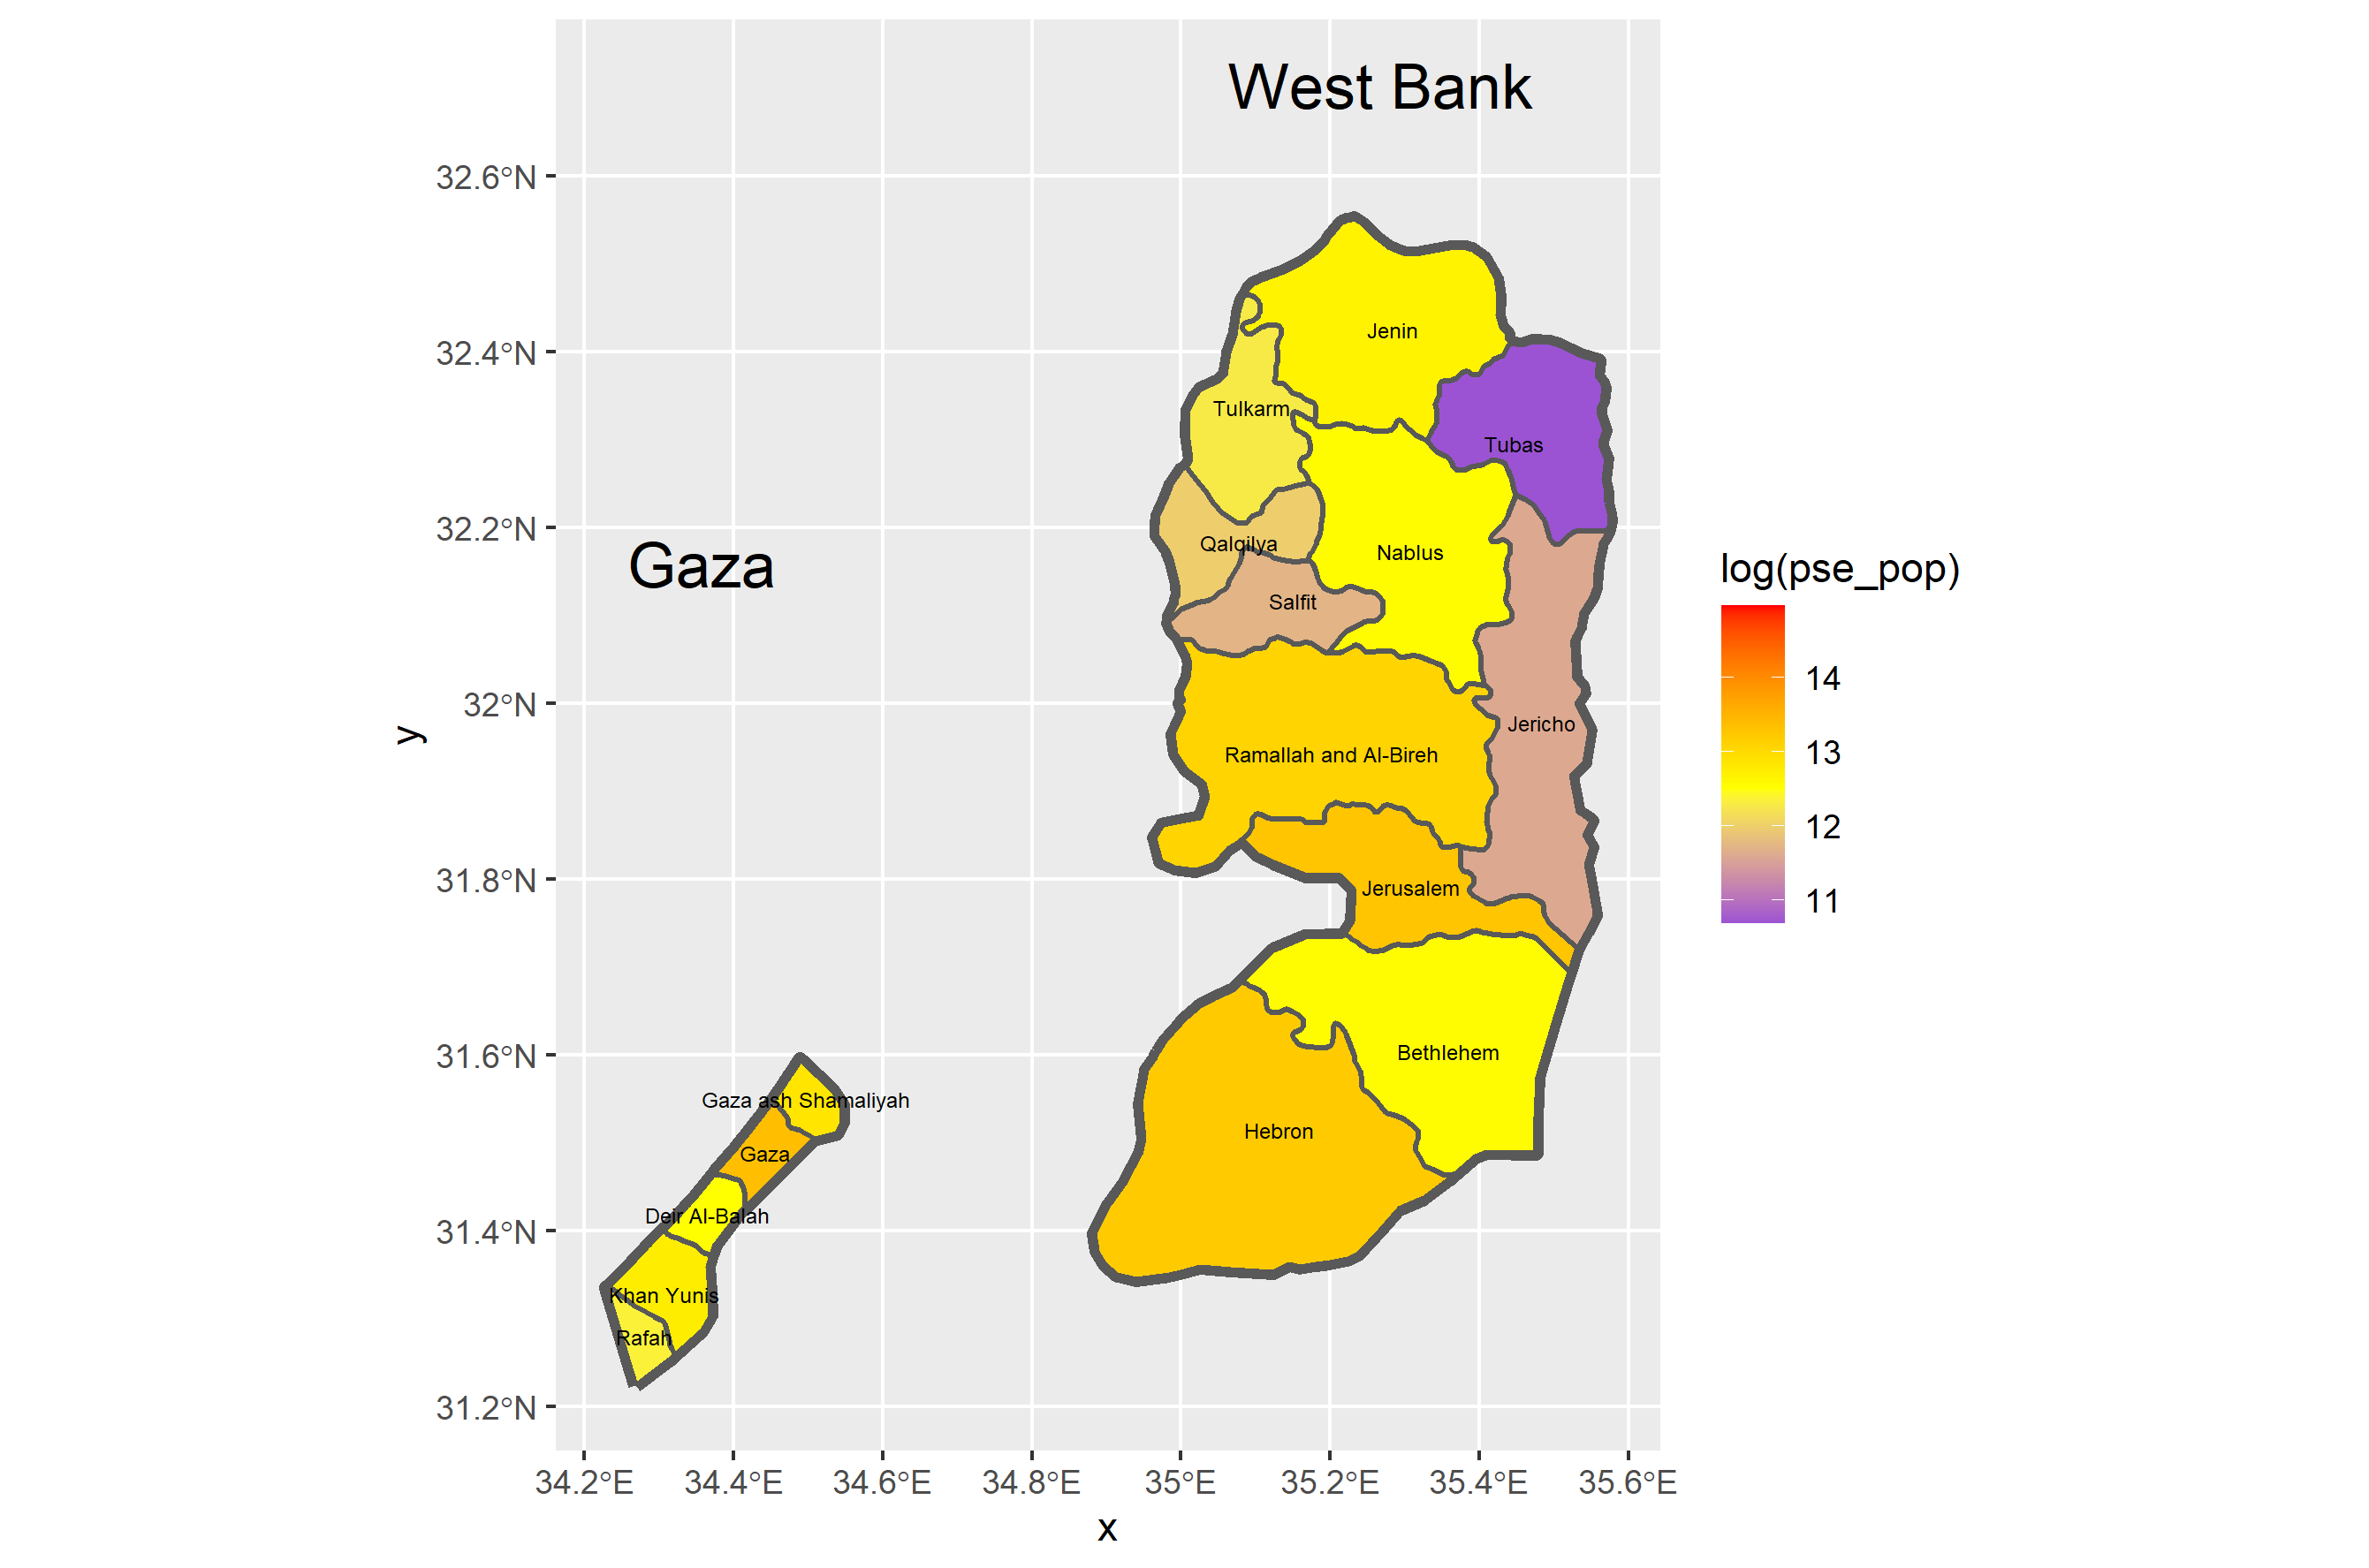 West Bank
Gaza
32.6°N
32.4°N
32.2°N
32°N
31.8°N
31.6°N
31.4°N
31.2°N
y
Jenin
Tulkarm
Tubas
Qalqilya
Nablus
Salfit
Jericho
Ramallah and Al-Bireh
Jerusalem
Bethlehem
Hebron
Gaza ash Shamaliyah
Gaza
Deir Al-Balah
Khan Yunis
Rafah
34.2°E 34.4°E 34.6°E 34.8°E 35°E 35.2°E 35.4°E 35.6°E
x
log(pse_pop)
14
13
12
11